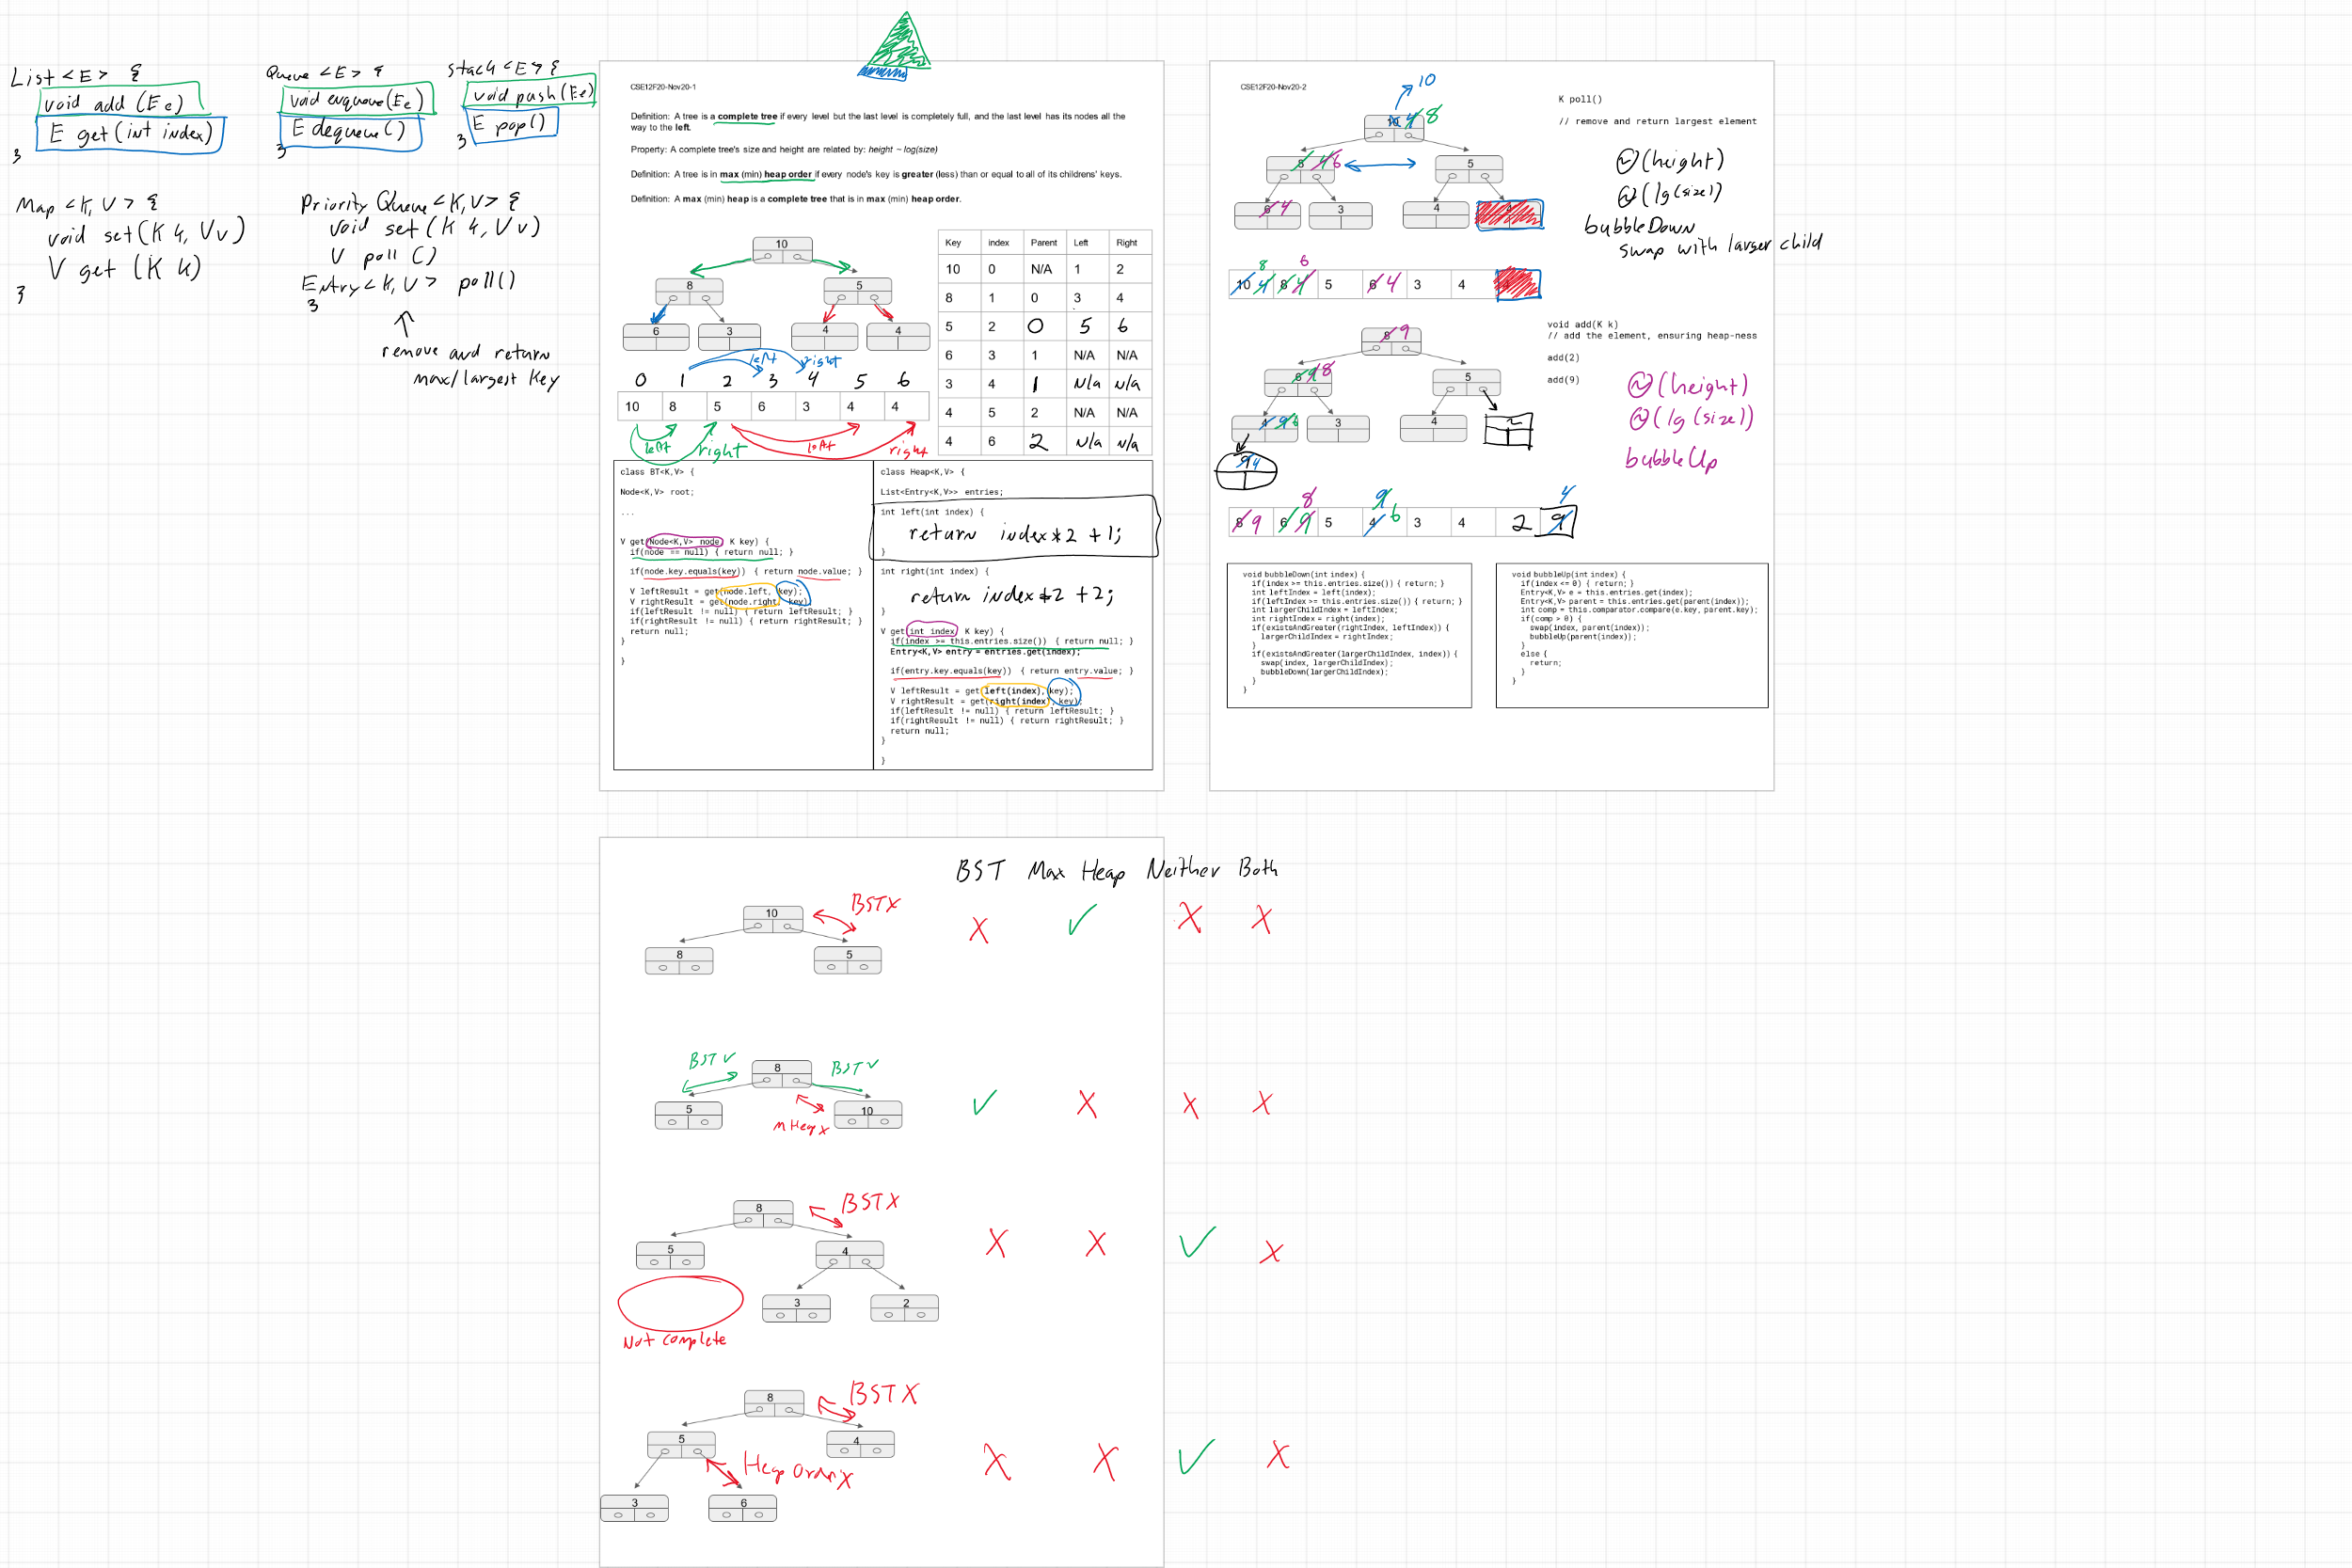 List <E> {
void add (E e)
E get(int index)
}
Queue <E> {
void enqueue(E e)
E dequeue()
}
Stack <E> {
void push(E e)
E pop()
}
Map <K, V> {
void set(K k, V v)
V get (K k)
}
Priority Queue <K,V> {
void set(K k, V v)
V poll ()
Entry<K,V> poll()
}
remove and return
max/largest key
CSE12F20-Nov20-1
Definition: A tree is a complete tree if every level but the last level is completely full, and the last level has its nodes all the
way to the left.
Property: A complete tree's size and height are related by: height ~ log(size)
Definition: A tree is in max (min) heap order if every node's key is greater (less) than or equal to all of its childrens' keys.
Definition: A max (min) heap is a complete tree that is in max (min) heap order.
10
8 5
6 3 4 4
left right
0 1 2 3 4 5 6
10 8 5 6 3 4 4
left right left right
Key index Parent Left Right
10 0 N/A 1 2
8 1 0 3 4
5 2 0 5 6
6 3 1 N/A N/A
3 4 1 N/a N/a
4 5 2 N/A N/A
4 6 2 N/a N/a
class BT<K,V> {
Node<K,V> root;
...
V get(Node<K,V> node, K key) {
if(node == null) { return null; }
if(node.key.equals(key)) { return node.value; }
V leftResult = get(node.left, key);
V rightResult = get(node.right, key);
if(leftResult != null) { return leftResult; }
if(rightResult != null) { return rightResult; }
return null;
}
}
class Heap<K,V> {
List<Entry<K,V>> entries;
int left(int index) {
return index*2 +1;
}
int right(int index) {
return index*2 +2;
}
V get(int index, K key) {
if(index >= this.entries.size()) { return null; }
Entry<K,V> entry = entries.get(index);
if(entry.key.equals(key)) { return entry.value; }
V leftResult = get(left(index), key);
V rightResult = get(right(index), key);
if(leftResult != null) { return leftResult; }
if(rightResult != null) { return rightResult; }
return null;
}
}
CSE12F20-Nov20-2
10
10 4 8
8 4 6 5
6 4 3 4
8 6
10 4 8 4 5 6 4 3 4
K poll()
// remove and return largest element
Θ(height)
Θ(lg(size))
bubbleDown
swap with larger child
8 9
6 9 8 5
4 9 6 3 4 2
9 4
8 9 4
8 9 6 9 5 4 6 3 4 2 9
void add(K k)
// add the element, ensuring heap-ness
add(2)
add(9)
Θ(height)
Θ(lg(size))
bubbleUp
void bubbleDown(int index) {
if(index >= this.entries.size()) { return; }
int leftIndex = left(index);
if(leftIndex >= this.entries.size()) { return; }
int largerChildIndex = leftIndex;
int rightIndex = right(index);
if(existsAndGreater(rightIndex, leftIndex)) {
largerChildIndex = rightIndex;
}
if(existsAndGreater(largerChildIndex, index)) {
swap(index, largerChildIndex);
bubbleDown(largerChildIndex);
}
}
void bubbleUp(int index) {
if(index <= 0) { return; }
Entry<K,V> e = this.entries.get(index);
Entry<K,V> parent = this.entries.get(parent(index));
int comp = this.comparator.compare(e.key, parent.key);
if(comp > 0) {
swap(index, parent(index));
bubbleUp(parent(index));
}
else {
return;
}
}
BST Max Heap Neither Both
10 BST X
8 5
X ✓ X X
BST ✓ 8 BST ✓
5 10
M Heap X
✓ X X X
8 BST X
5 4
3 2
Not complete
X X ✓ X
8 BST X
5 4
Heap Order X
3 6
X X ✓ X